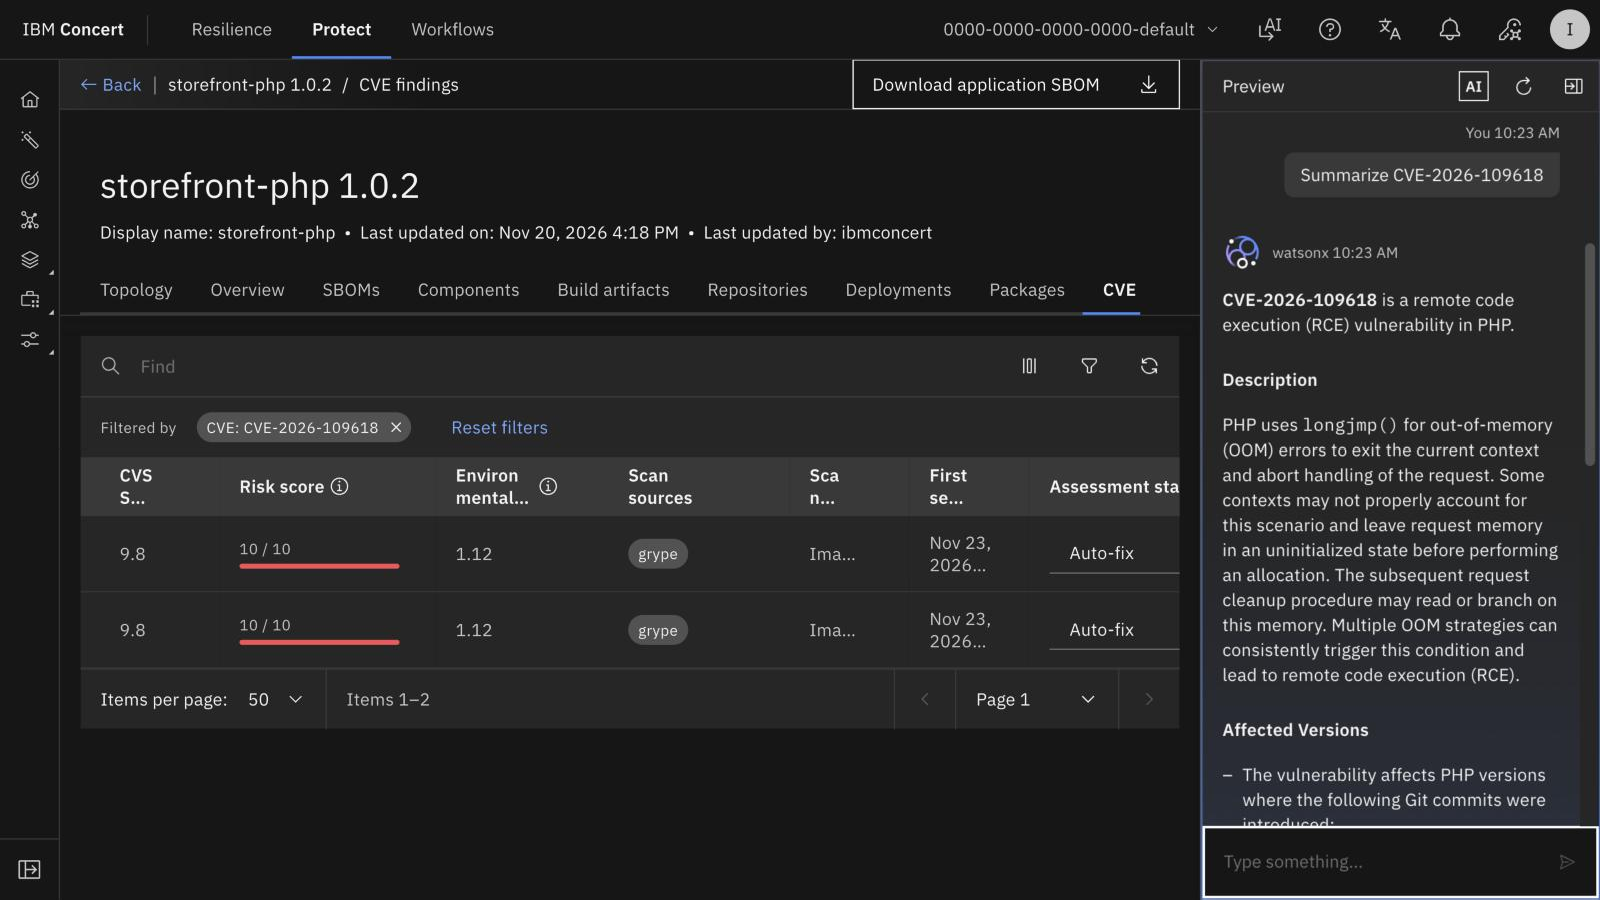 IBM Concert
Resilience
Protect
Workflows
0000-0000-0000-0000-default
I
← Back | storefront-php 1.0.2 / CVE findings
Download application SBOM
storefront-php 1.0.2
Display name: storefront-php • Last updated on: Nov 20, 2026 4:18 PM • Last updated by: ibmconcert
Topology
Overview
SBOMs
Components
Build artifacts
Repositories
Deployments
Packages
CVE
Find
Filtered by
CVE: CVE-2026-109618 ×
Reset filters
CVS S...
Risk score
Environ mental...
Scan sources
Sca n...
First se...
Assessment sta
9.8
10 / 10
1.12
grype
Ima...
Nov 23, 2026...
Auto-fix
9.8
10 / 10
1.12
grype
Ima...
Nov 23, 2026...
Auto-fix
Items per page: 50
Items 1–2
Page 1
Preview
AI
You 10:23 AM
Summarize CVE-2026-109618
watsonx 10:23 AM
CVE-2026-109618 is a remote code
execution (RCE) vulnerability in PHP.
Description
PHP uses longjmp() for out-of-memory
(OOM) errors to exit the current context
and abort handling of the request. Some
contexts may not properly account for
this scenario and leave request memory
in an uninitialized state before performing
an allocation. The subsequent request
cleanup procedure may read or branch on
this memory. Multiple OOM strategies can
consistently trigger this condition and
lead to remote code execution (RCE).
Affected Versions
– The vulnerability affects PHP versions
where the following Git commits were
introduced:
Type something...